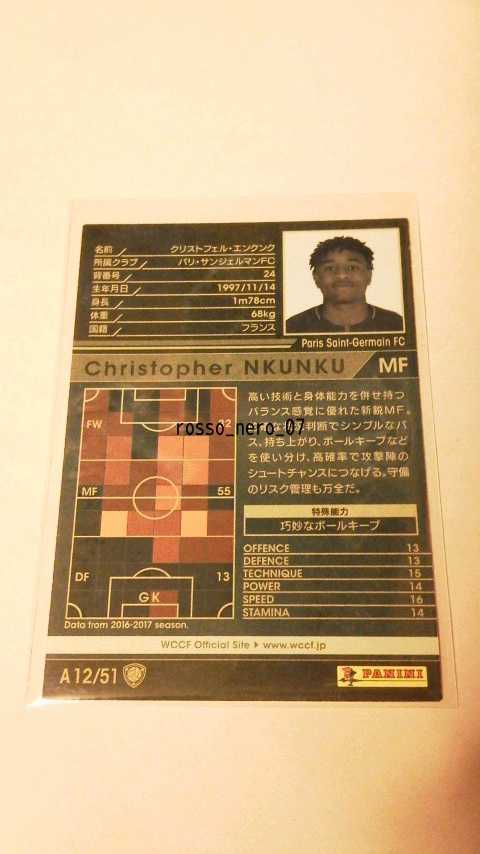 名前 クリストフェル・エンクンク
所属クラブ パリ・サンジェルマンFC
背番号 24
生年月日 1997/11/14
身長 1m78cm
体重 68kg
国籍 フランス
Paris Saint-Germain FC
Christopher NKUNKU MF
FW 32
MF 55
DF 13
GK
Data from 2016-2017 season.
高い技術と身体能力を併せ持つ
バランス感覚に優れた新鋭MF。
判断でシンプルなパ
ス、持ち上がり、ボールキープなど
を使い分け、高確率で攻撃陣の
シュートチャンスにつなげる。守備
のリスク管理も万全だ。
rosso_nero_07
特殊能力
巧妙なボールキープ
OFFENCE 13
DEFENCE 13
TECHNIQUE 15
POWER 14
SPEED 16
STAMINA 14
WCCF Official Site www.wccf.jp
A12/51
PANINI